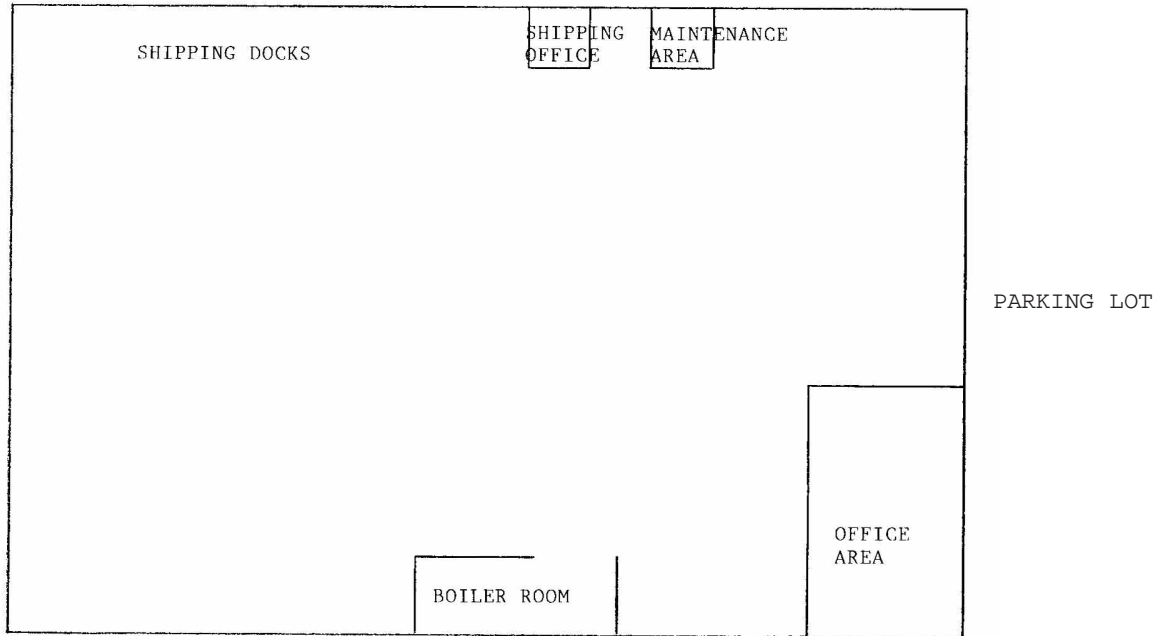 SHIPPING DOCKS
SHIPPING
OFFICE
MAINTENANCE
AREA
PARKING LOT
OFFICE
AREA
BOILER ROOM